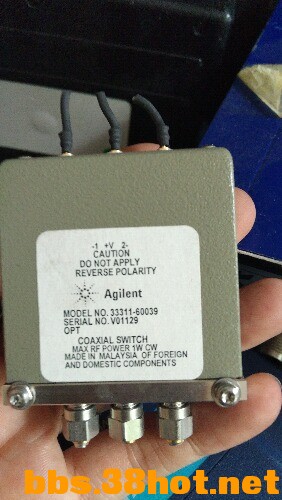 -1 +V 2-
CAUTION
DO NOT APPLY
REVERSE POLARITY
Agilent
MODEL NO. 33311-60039
SERIAL NO. V01129
OPT
COAXIAL SWITCH
MAX RF POWER 1W CW
MADE IN MALAYSIA OF FOREIGN
AND DOMESTIC COMPONENTS
bbs.38hot.net